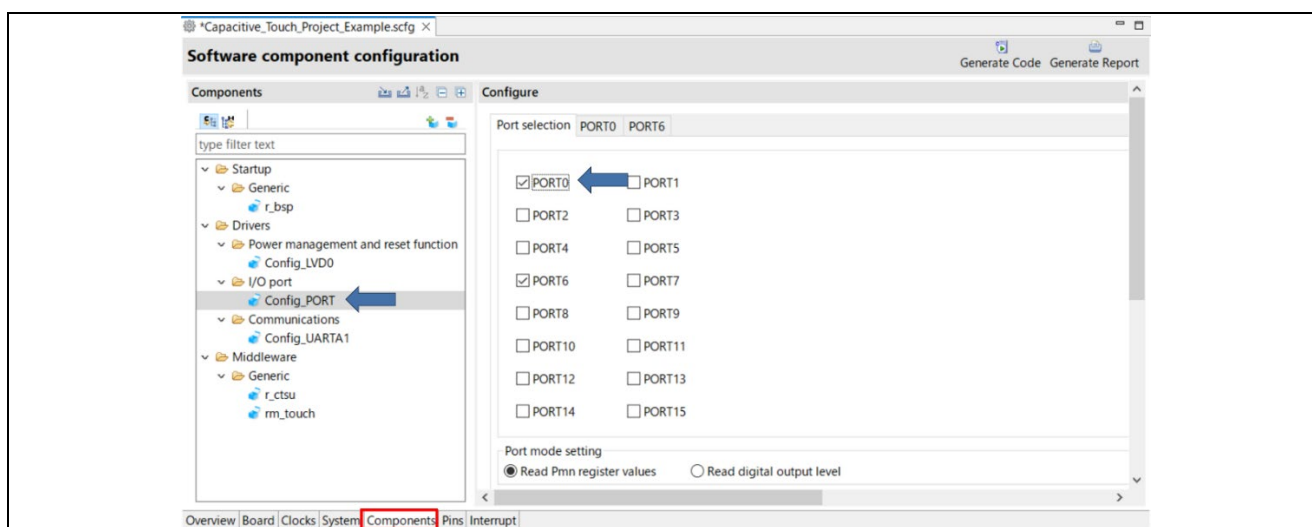 *Capacitive_Touch_Project_Example.scfg
Software component configuration
Generate Code Generate Report
Components
type filter text
Startup
Generic
r_bsp
Drivers
Power management and reset function
Config_LVD0
I/O port
Config_PORT
Communications
Config_UARTA1
Middleware
Generic
r_ctsu
rm_touch
Configure
Port selection PORT0 PORT6
PORT0 PORT1
PORT2 PORT3
PORT4 PORT5
PORT6 PORT7
PORT8 PORT9
PORT10 PORT11
PORT12 PORT13
PORT14 PORT15
Port mode setting
Read Pmn register values Read digital output level
Overview Board Clocks System Components Pins Interrupt